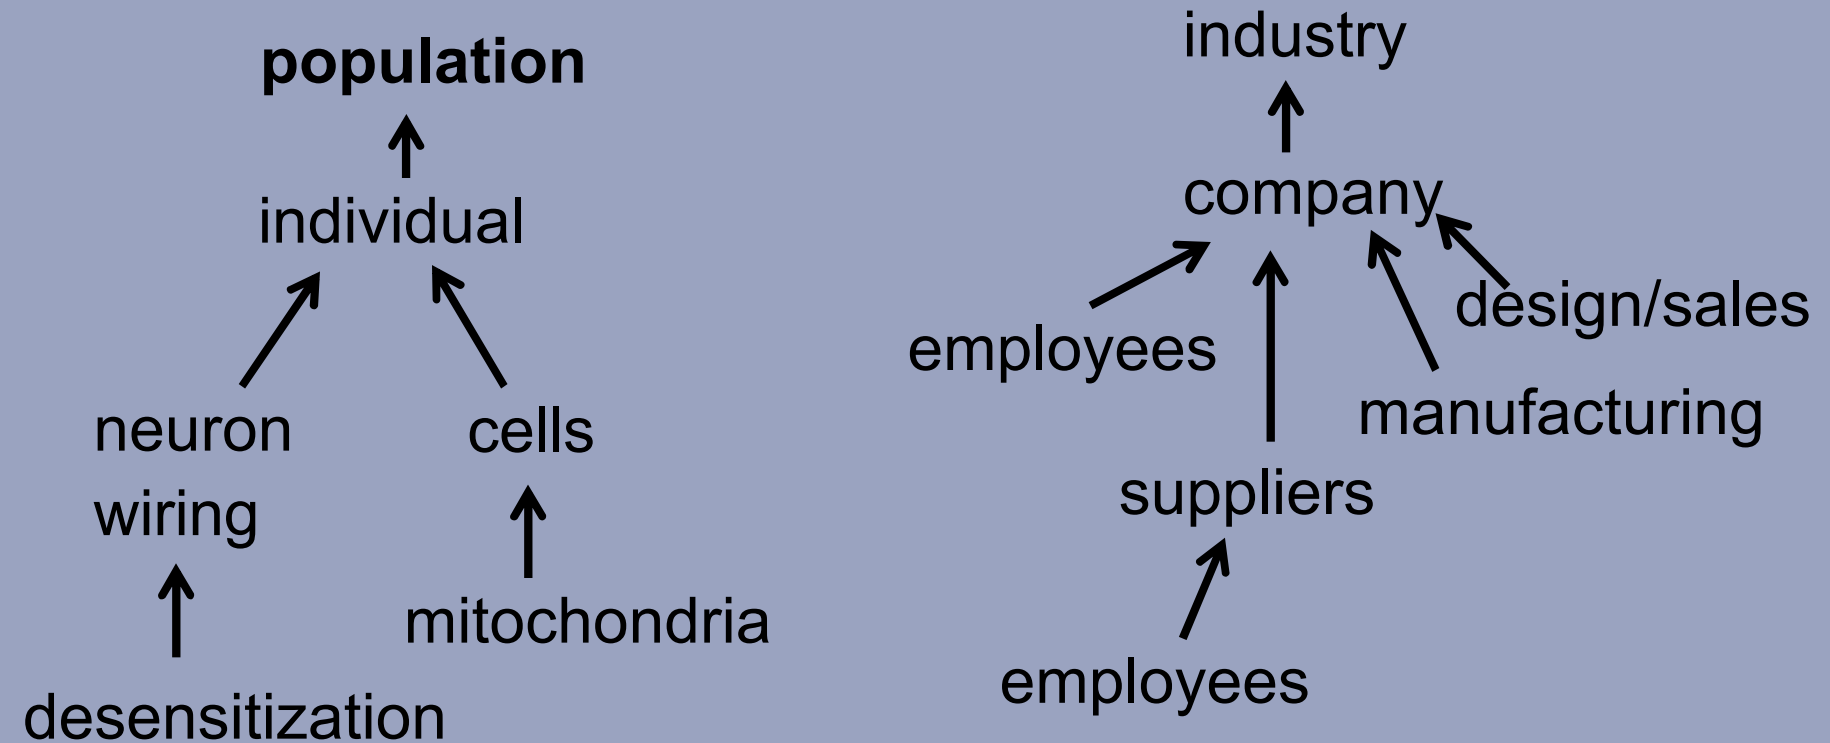 population
individual
neuron
wiring
cells
mitochondria
desensitization
industry
company
design/sales
employees
manufacturing
suppliers
employees